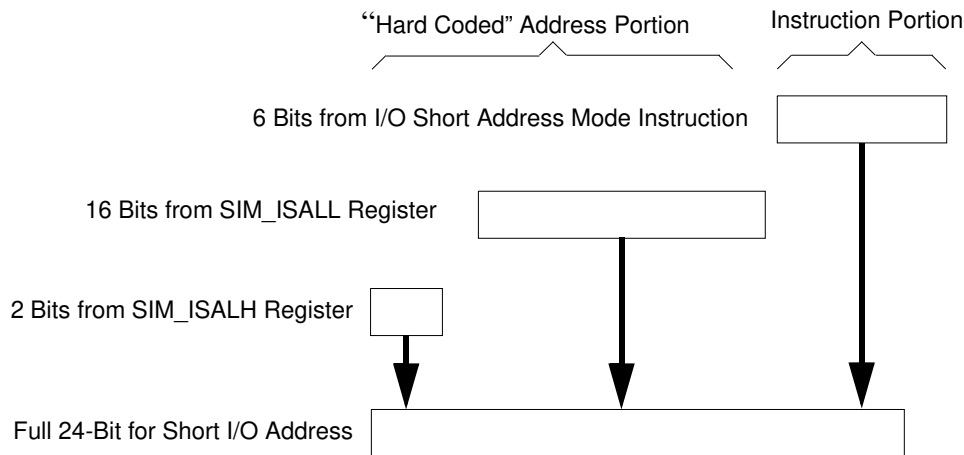 “Hard Coded” Address Portion
Instruction Portion
6 Bits from I/O Short Address Mode Instruction
16 Bits from SIM_ISALL Register
2 Bits from SIM_ISALH Register
Full 24-Bit for Short I/O Address